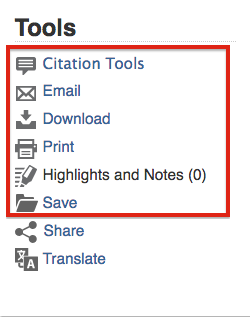 Tools
Citation Tools
Email
Download
Print
Highlights and Notes (0)
Save
Share
Translate